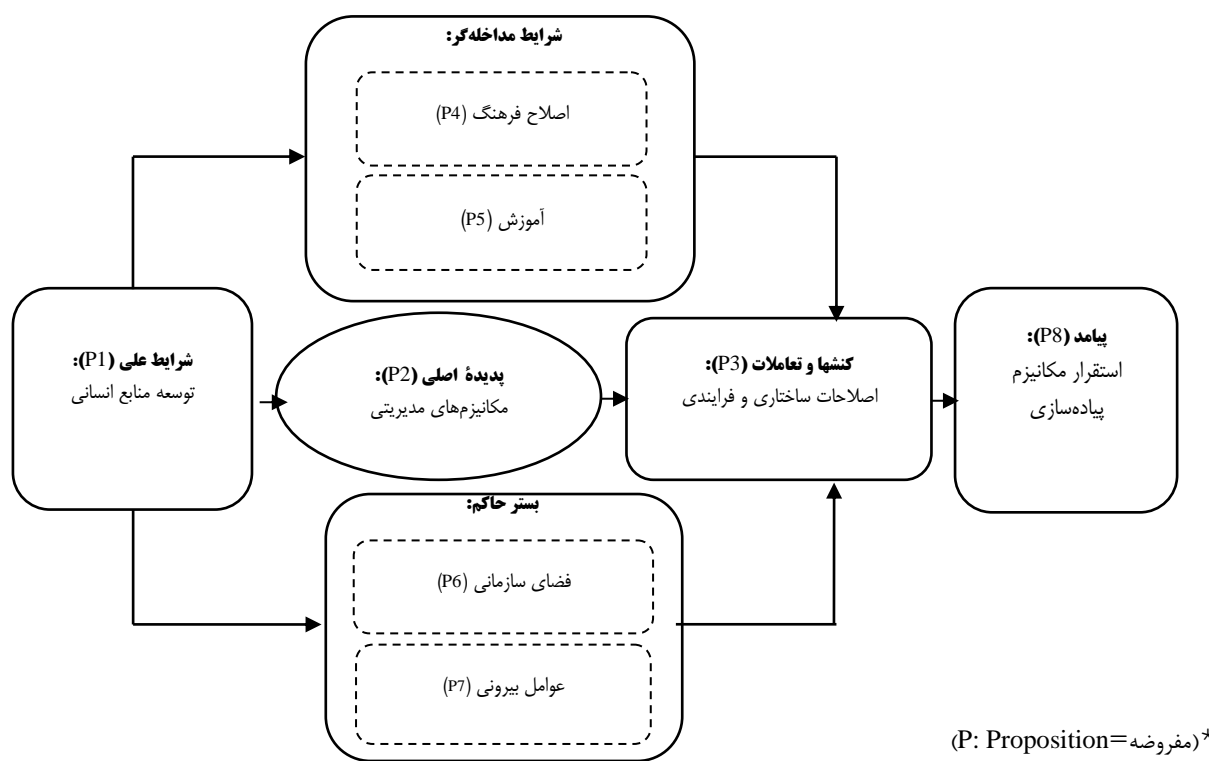 شرایط مداخله‌گر:
اصلاح فرهنگ (P4)
آموزش (P5)
شرایط علی (P1):
توسعه منابع انسانی
پدیدۀ اصلی (P2):
مکانیزم‌های مدیریتی
کنشها و تعاملات (P3):
اصلاحات ساختاری و فرایندی
پیامد (P8):
استقرار مکانیزم
پیاده‌سازی
بستر حاکم:
فضای سازمانی (P6)
عوامل بیرونی (P7)
*(مفروضه=P: Proposition)